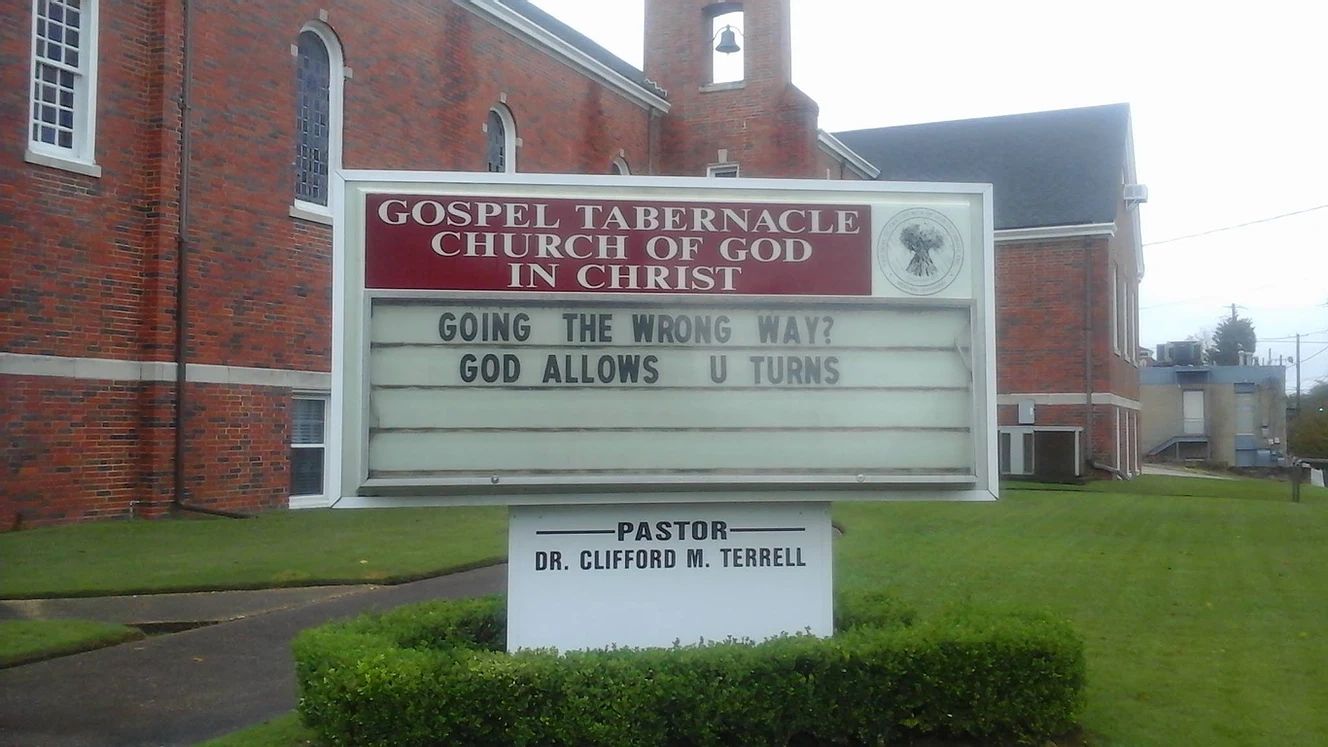 GOSPEL TABERNACLE
CHURCH OF GOD
IN CHRIST
GOING THE WRONG WAY?
GOD ALLOWS U TURNS
PASTOR
DR. CLIFFORD M. TERRELL